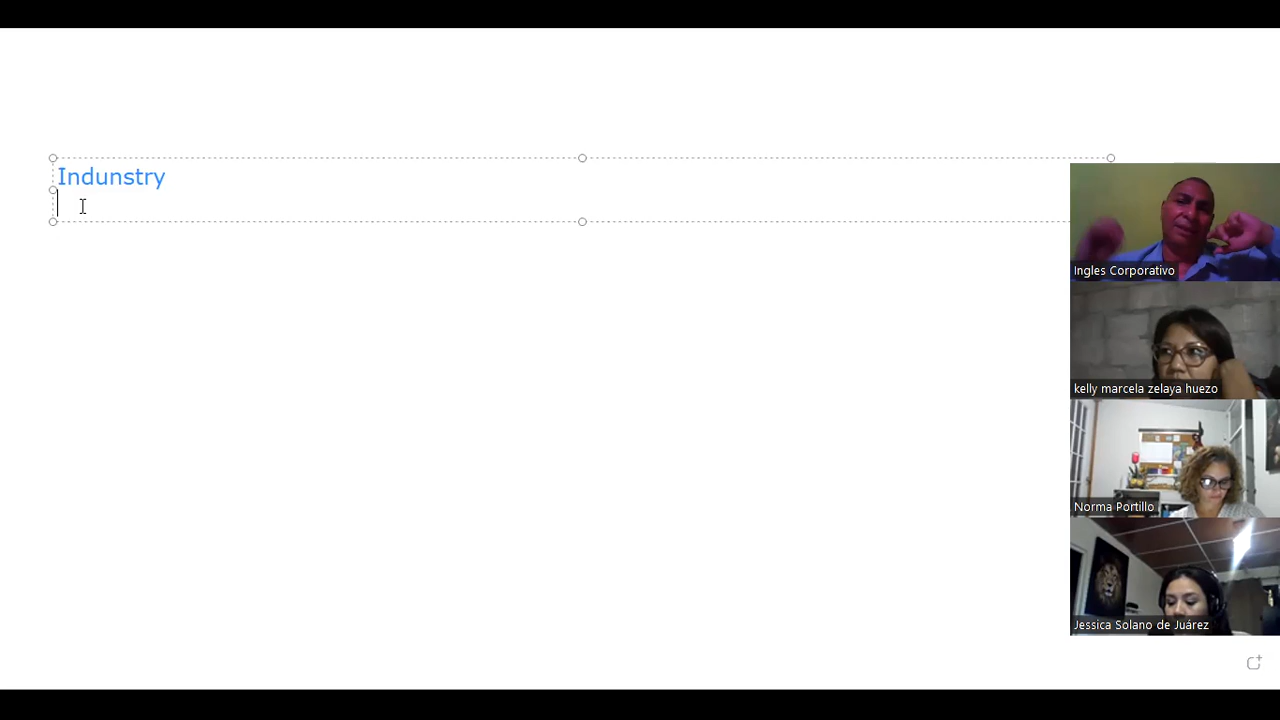 Indunstry
Ingles Corporativo
kelly marcela zelaya huezo
Norma Portillo
Jessica Solano de Juárez